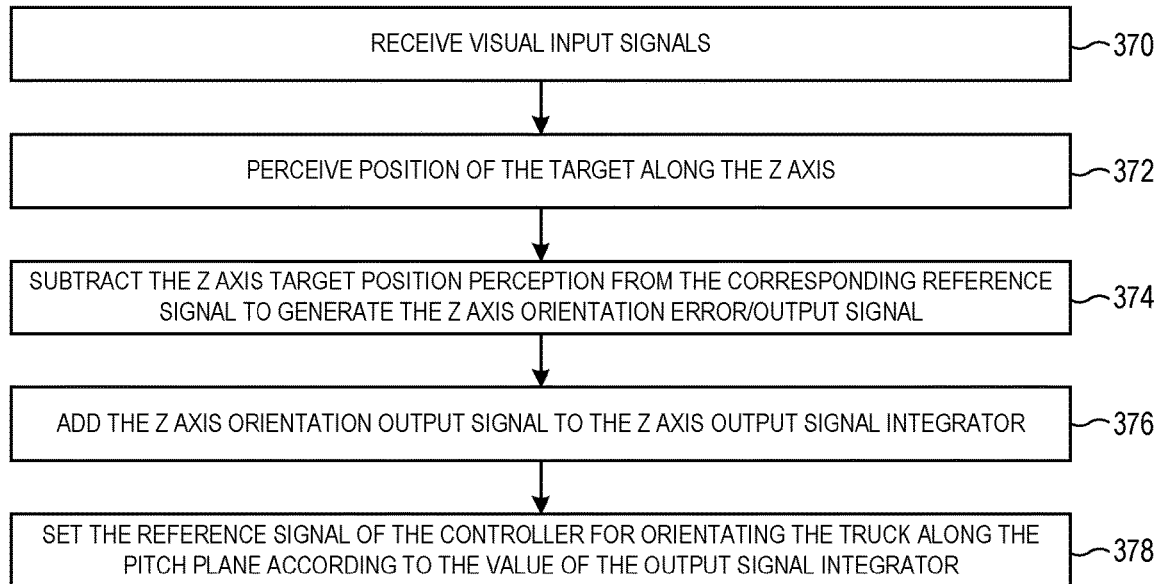 RECEIVE VISUAL INPUT SIGNALS
370
PERCEIVE POSITION OF THE TARGET ALONG THE Z AXIS
372
SUBTRACT THE Z AXIS TARGET POSITION PERCEPTION FROM THE CORRESPONDING REFERENCE
SIGNAL TO GENERATE THE Z AXIS ORIENTATION ERROR/OUTPUT SIGNAL
374
ADD THE Z AXIS ORIENTATION OUTPUT SIGNAL TO THE Z AXIS OUTPUT SIGNAL INTEGRATOR
376
SET THE REFERENCE SIGNAL OF THE CONTROLLER FOR ORIENTATING THE TRUCK ALONG THE
PITCH PLANE ACCORDING TO THE VALUE OF THE OUTPUT SIGNAL INTEGRATOR
378